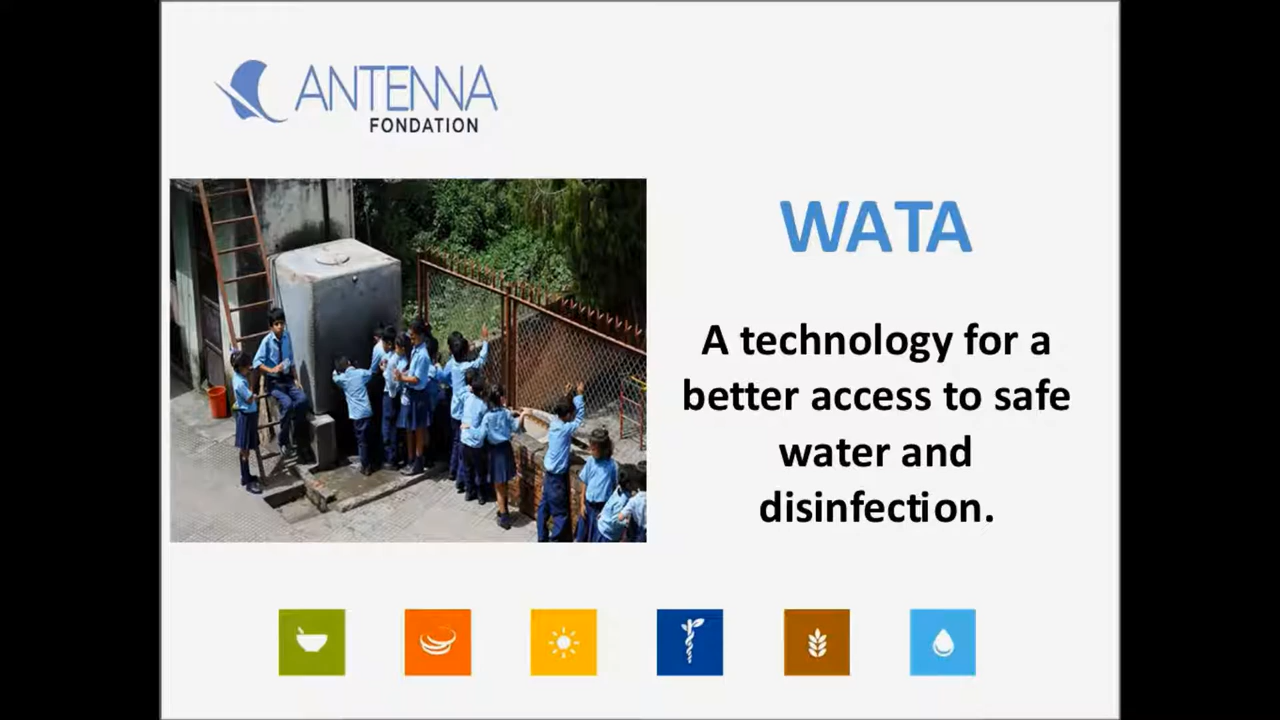 ANTENNA
FONDATION
WATA
A technology for a
better access to safe
water and
disinfection.